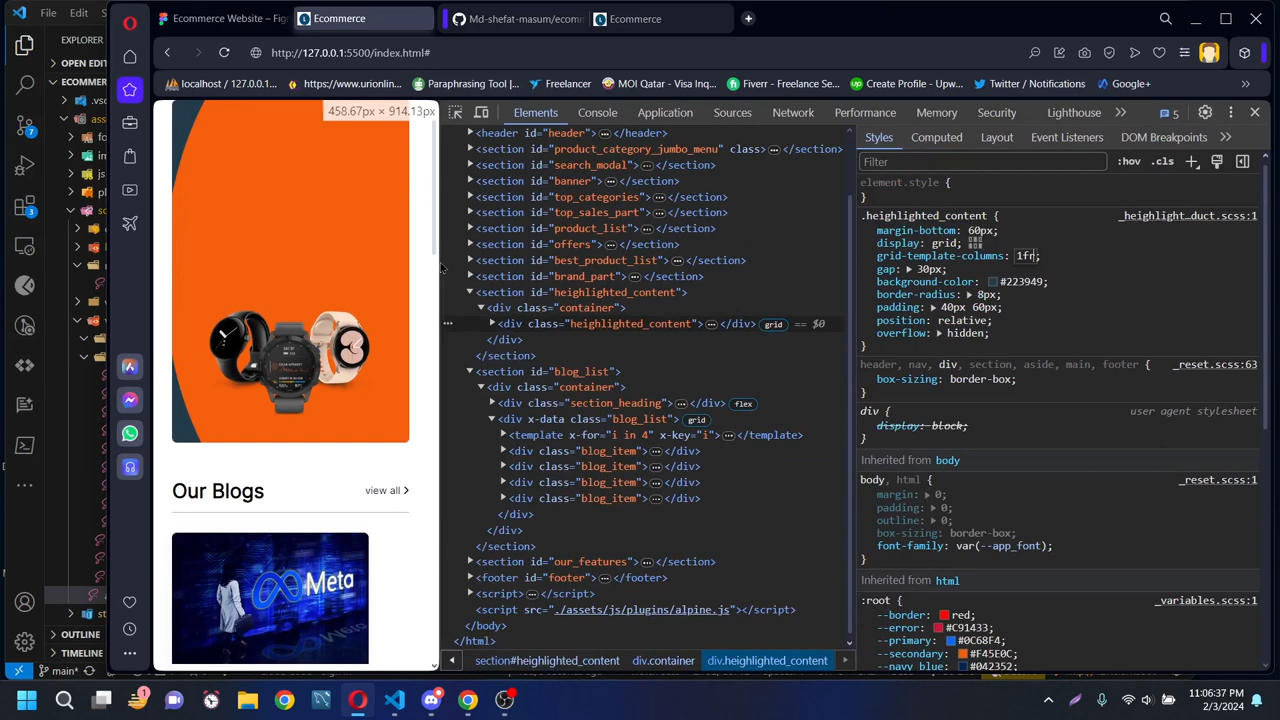 File
Edit
Ecommerce Website – Fig
Ecommerce
Md-shefat-masum/ecomm
Ecommerce
http://127.0.0.1:5500/index.html#
localhost / 127.0.0.1...
https://www.urionlin...
Paraphrasing Tool |...
Freelancer
MOI Qatar - Visa Inq...
Fiverr - Freelance Se...
Create Profile - Upw...
Twitter / Notifications
Google+
EXPLORER
OPEN EDIT
.vsc
ass
OUTLINE
TIMELINE
main*
458.67px × 914.13px
Our Blogs
view all
Meta
Elements
Console
Application
Sources
Network
Performance
Memory
Security
Lighthouse
5
<header id="header"> </header>
<section id="product_category_jumbo_menu" class> </section>
<section id="search_modal"> </section>
<section id="banner"> </section>
<section id="top_categories"> </section>
<section id="top_sales_part"> </section>
<section id="product_list"> </section>
<section id="offers"> </section>
<section id="best_product_list"> </section>
<section id="brand_part"> </section>
<section id="heighlighted_content">
<div class="container">
<div class="heighlighted_content"> </div> grid == $0
</div>
</section>
<section id="blog_list">
<div class="container">
<div class="section_heading"> </div> flex
<div x-data class="blog_list"> grid
<template x-for="i in 4" x-key="i"> </template>
<div class="blog_item"> </div>
<div class="blog_item"> </div>
<div class="blog_item"> </div>
<div class="blog_item"> </div>
</div>
</div>
</section>
<section id="our_features"> </section>
<footer id="footer"> </footer>
<script> </script>
<script src="./assets/js/plugins/alpine.js"></script>
</body>
</html>
section#heighlighted_content
div.container
div.heighlighted_content
Styles
Computed
Layout
Event Listeners
DOM Breakpoints
Filter
:hov
.cls
element.style {
}
.heighlighted_content { _heighlight…duct.scss:1
margin-bottom: 60px;
display: grid;
grid-template-columns: 1fr;
gap: 30px;
background-color: #223949;
border-radius: 8px;
padding: 40px 60px;
position: relative;
overflow: hidden;
}
header, nav, div, section, aside, main, footer { _reset.scss:63
box-sizing: border-box;
}
div { user agent stylesheet
display: block;
}
Inherited from body
body, html { _reset.scss:1
margin: 0;
padding: 0;
outline: 0;
box-sizing: border-box;
font-family: var(--app_font);
}
Inherited from html
:root { _variables.scss:1
--border: red;
--error: #C91433;
--primary: #0C68F4;
--secondary: #F45E0C;
--navy_blue: #042352;
11:06:37 PM
2/3/2024